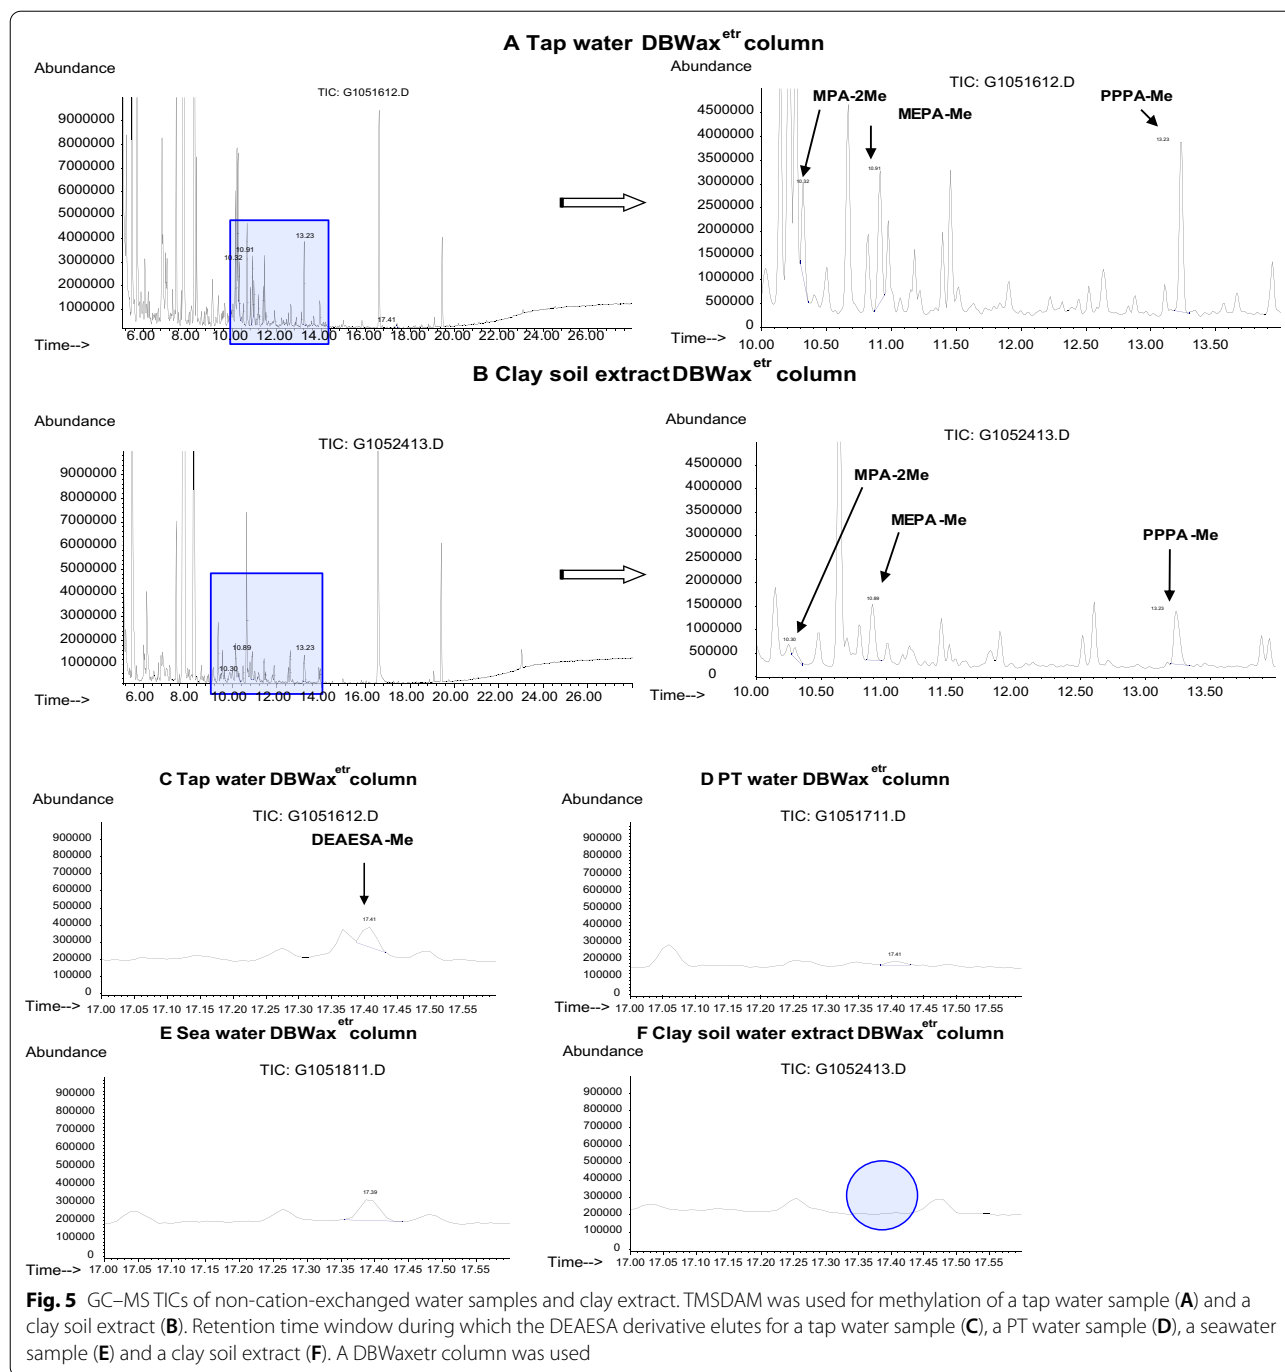 A Tap water DBWax^etr column
Abundance
TIC: G1051612.D
9000000
8000000
7000000
6000000
5000000
4000000
3000000
2000000
1000000
10.32
10.91
13.23
17.41
6.00 8.00 10.00 12.00 14.00 16.00 18.00 20.00 22.00 24.00 26.00
Time-->
Abundance
TIC: G1051612.D
MPA-2Me
MEPA-Me
PPPA-Me
4500000
4000000
3500000
3000000
2500000
2000000
1500000
1000000
500000
0
10.32
10.91
13.23
10.00 10.50 11.00 11.50 12.00 12.50 13.00 13.50
Time-->
B Clay soil extract DBWax^etr column
Abundance
TIC: G1052413.D
9000000
8000000
7000000
6000000
5000000
4000000
3000000
2000000
1000000
10.30
10.89
13.23
6.00 8.00 10.00 12.00 14.00 16.00 18.00 20.00 22.00 24.00 26.00
Time-->
Abundance
TIC: G1052413.D
MPA-2Me
MEPA-Me
PPPA-Me
4500000
4000000
3500000
3000000
2500000
2000000
1500000
1000000
500000
0
10.30
10.89
13.23
10.00 10.50 11.00 11.50 12.00 12.50 13.00 13.50
Time-->
C Tap water DBWax^etr column
Abundance
TIC: G1051612.D
DEAESA-Me
900000
800000
700000
600000
500000
400000
300000
200000
100000
0
17.41
17.00 17.05 17.10 17.15 17.20 17.25 17.30 17.35 17.40 17.45 17.50 17.55
Time-->
D PT water DBWax^etr column
Abundance
TIC: G1051711.D
900000
800000
700000
600000
500000
400000
300000
200000
100000
0
17.41
17.00 17.05 17.10 17.15 17.20 17.25 17.30 17.35 17.40 17.45 17.50 17.55
Time-->
E Sea water DBWax^etr column
Abundance
TIC: G1051811.D
900000
800000
700000
600000
500000
400000
300000
200000
100000
0
17.39
Time--> 17.00 17.05 17.10 17.15 17.20 17.25 17.30 17.35 17.40 17.45 17.50 17.55
F Clay soil water extract DBWax^etr column
Abundance
TIC: G1052413.D
900000
800000
700000
600000
500000
400000
300000
200000
100000
0
Time--> 17.00 17.05 17.10 17.15 17.20 17.25 17.30 17.35 17.40 17.45 17.50 17.55
Fig. 5 GC–MS TICs of non-cation-exchanged water samples and clay extract. TMSDAM was used for methylation of a tap water sample (A) and a
clay soil extract (B). Retention time window during which the DEAESA derivative elutes for a tap water sample (C), a PT water sample (D), a seawater
sample (E) and a clay soil extract (F). A DBWaxetr column was used